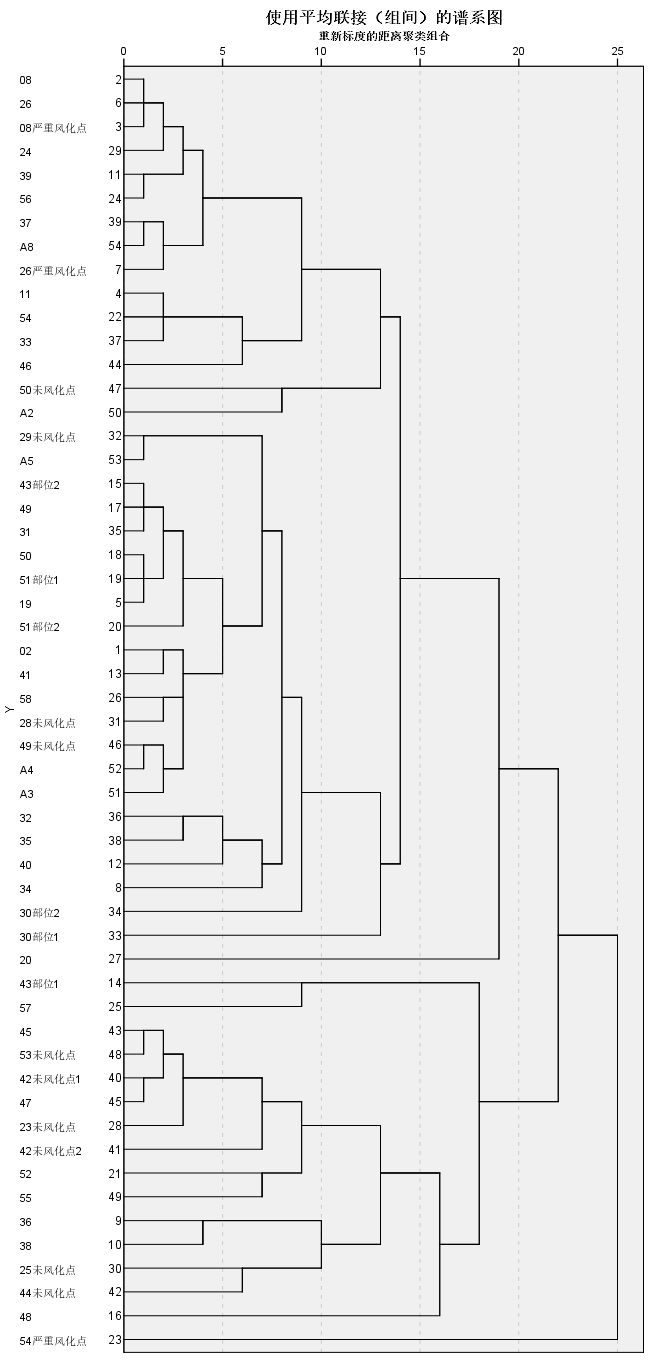 使用平均联接（组间）的谱系图
重新标度的距离聚类组合
0 5 10 15 20 25
08 2
26 6
08严重风化点 3
24 29
39 11
56 24
37 39
A8 54
26严重风化点 7
11 4
54 22
33 37
46 44
50未风化点 47
A2 50
29未风化点 32
A5 53
43部位2 15
49 17
31 35
50 18
51部位1 19
19 5
51部位2 20
02 1
41 13
58 26
28未风化点 31
Y
49未风化点 46
A4 52
A3 51
32 36
35 38
40 12
34 8
30部位2 34
30部位1 33
20 27
43部位1 14
57 25
45 43
53未风化点 48
42未风化点1 40
47 45
23未风化点 28
42未风化点2 41
52 21
55 49
36 9
38 10
25未风化点 30
44未风化点 42
48 16
54严重风化点 23